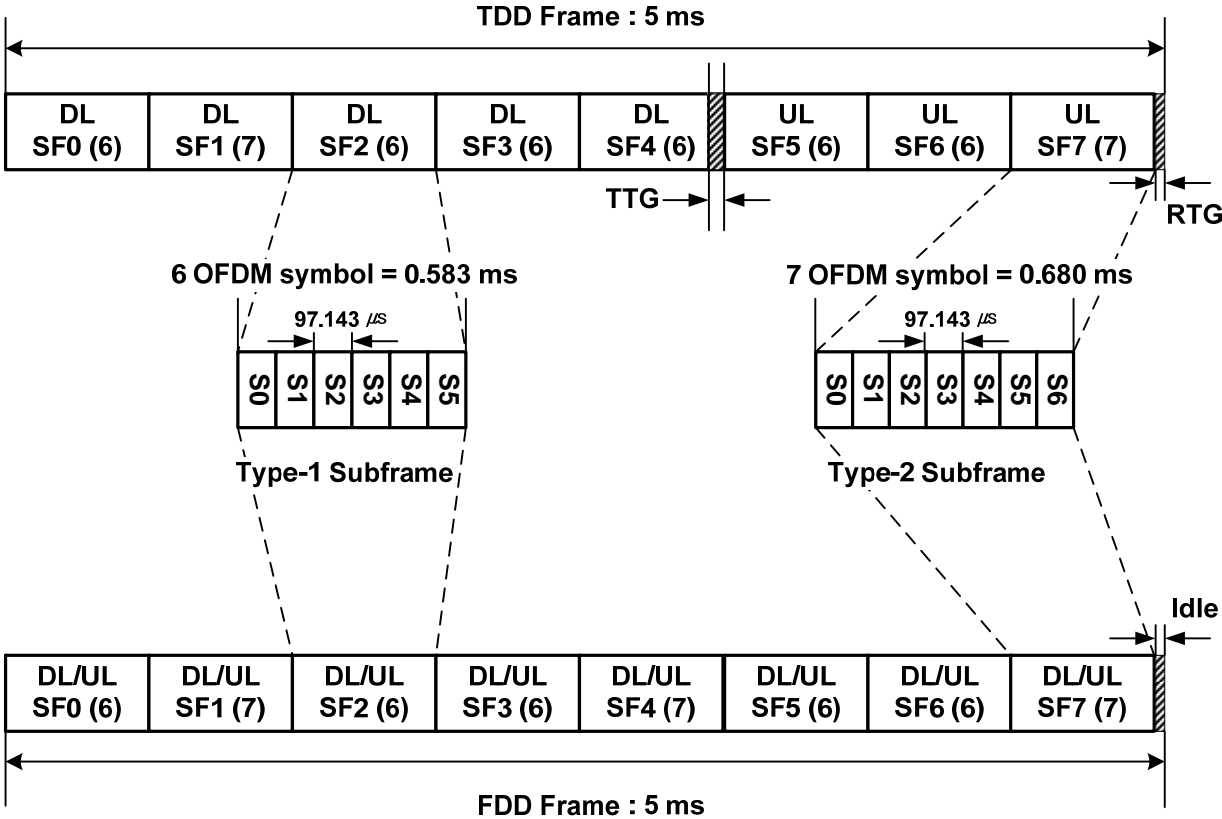 TDD Frame : 5 ms
DL DL DL DL DL UL UL UL
SF0 (6) SF1 (7) SF2 (6) SF3 (6) SF4 (6) SF5 (6) SF6 (6) SF7 (7)
TTG
RTG
6 OFDM symbol = 0.583 ms
7 OFDM symbol = 0.680 ms
97.143 μs
97.143 μs
S0 S1 S2 S3 S4 S5
S0 S1 S2 S3 S4 S5 S6
Type-1 Subframe
Type-2 Subframe
Idle
DL/UL DL/UL DL/UL DL/UL DL/UL DL/UL DL/UL DL/UL
SF0 (6) SF1 (7) SF2 (6) SF3 (6) SF4 (7) SF5 (6) SF6 (6) SF7 (7)
FDD Frame : 5 ms